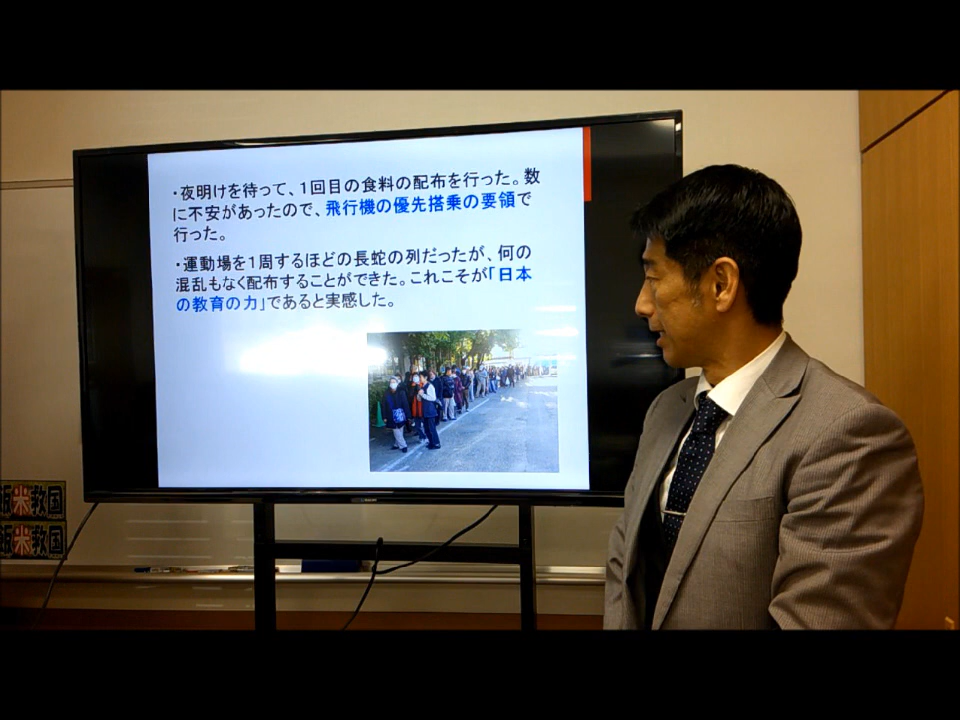 ・夜明けを待って、1回目の食料の配布を行った。数
に不安があったので、飛行機の優先搭乗の要領で
行った。
・運動場を1周するほどの長蛇の列だったが、何の
混乱もなく配布することができた。これこそが「日本
の教育の力」であると実感した。
飯米救国
飯米救国